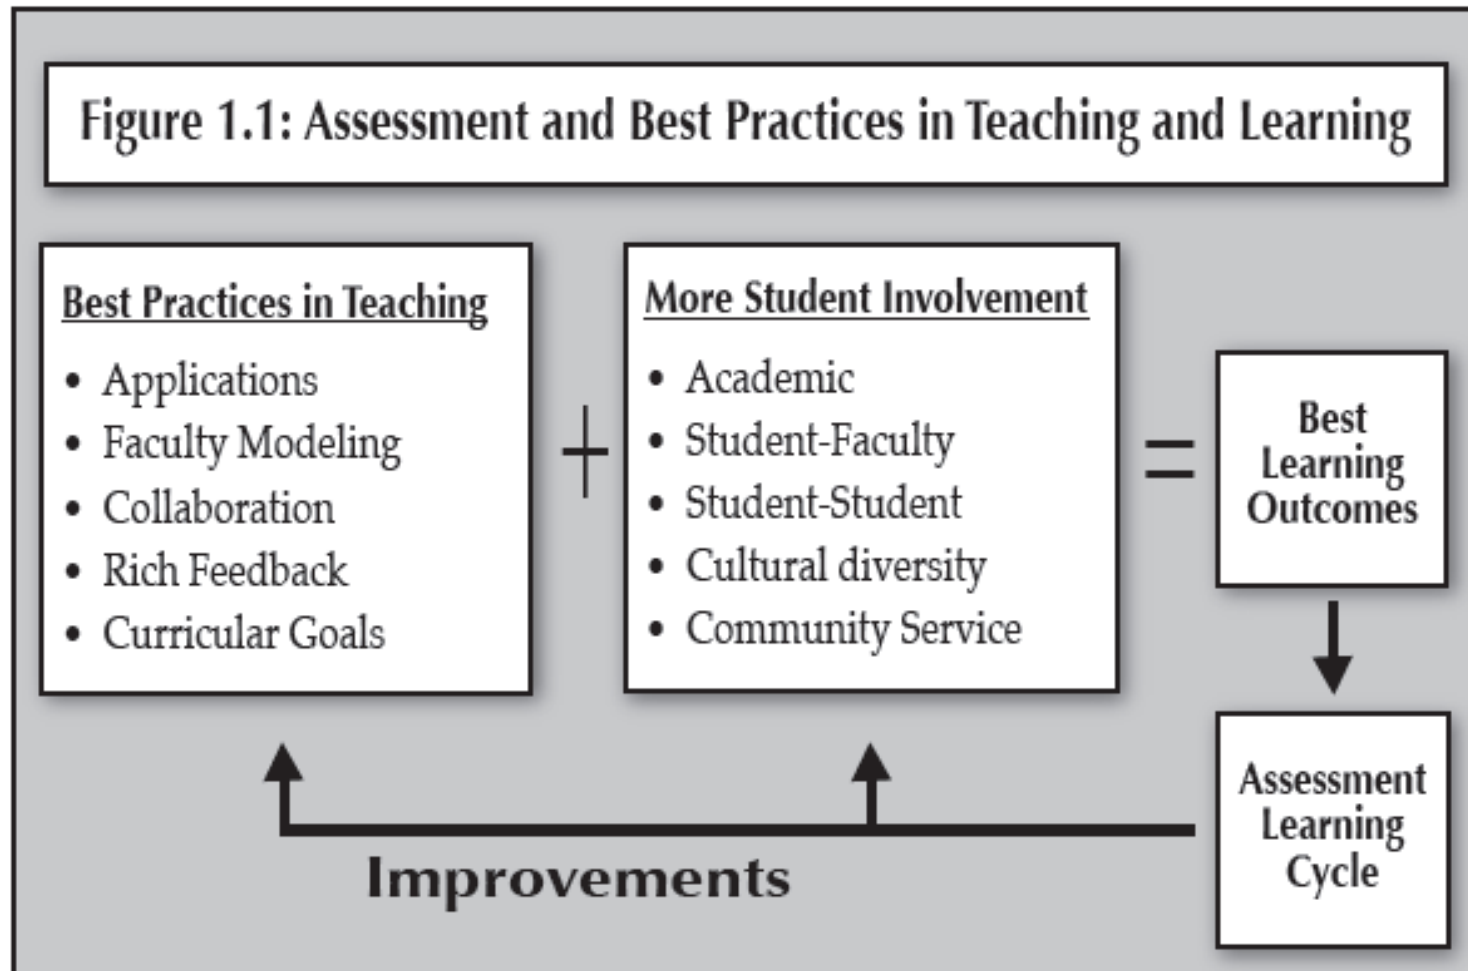 Figure 1.1: Assessment and Best Practices in Teaching and Learning
Best Practices in Teaching
• Applications
• Faculty Modeling
• Collaboration
• Rich Feedback
• Curricular Goals
+
More Student Involvement
• Academic
• Student-Faculty
• Student-Student
• Cultural diversity
• Community Service
=
Best
Learning
Outcomes
Assessment
Learning
Cycle
Improvements